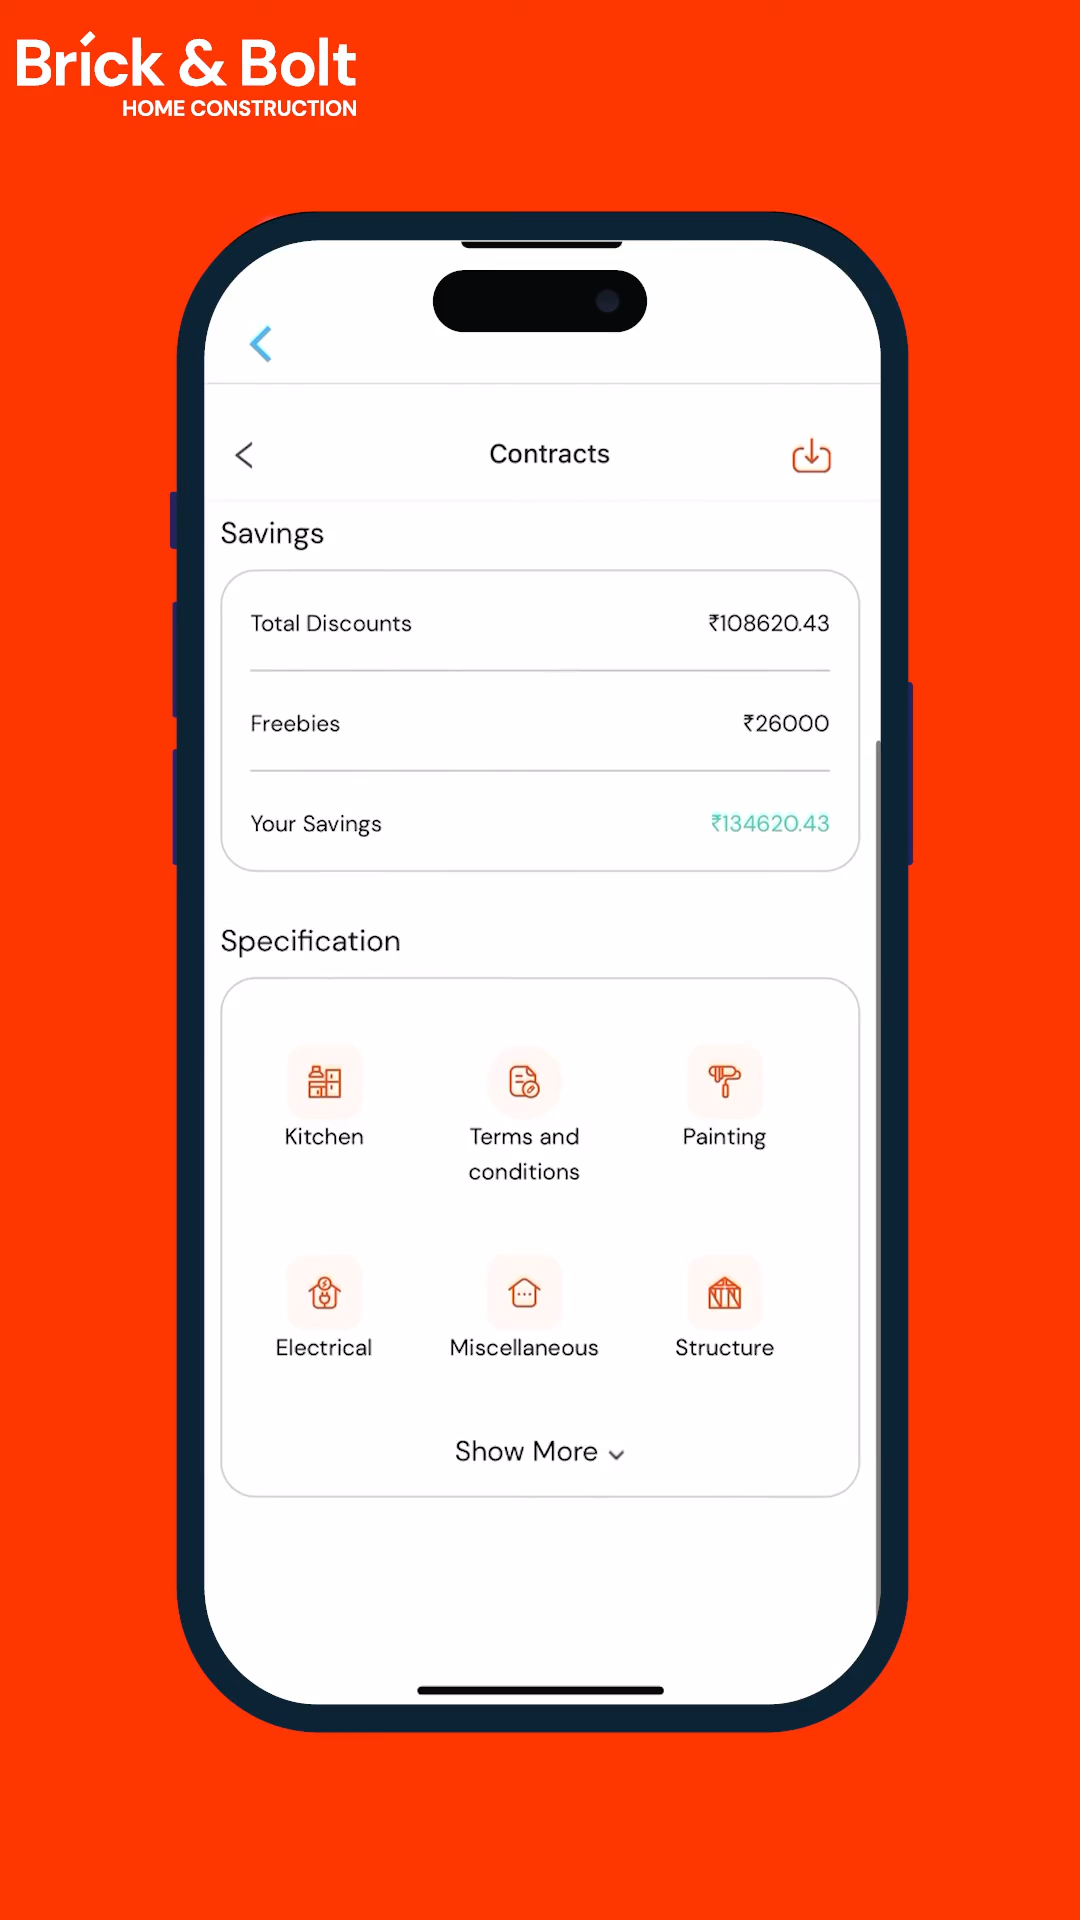 Brick & Bolt
HOME CONSTRUCTION
Contracts
Savings
Total Discounts ₹108620.43
Freebies ₹26000
Your Savings ₹134620.43
Specification
Kitchen Terms and conditions Painting
Electrical Miscellaneous Structure
Show More